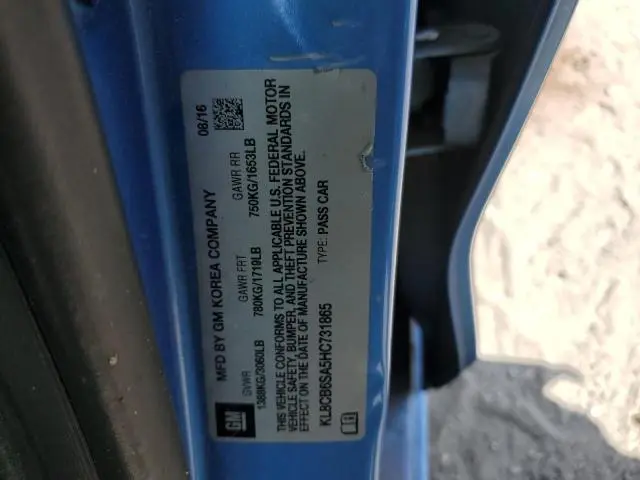 GM
MFD BY GM KOREA COMPANY 08/16
GVWR GAWR FRT GAWR RR
1388KG/3060LB 780KG/1719LB 750KG/1653LB
THIS VEHICLE CONFORMS TO ALL APPLICABLE U.S. FEDERAL MOTOR
VEHICLE SAFETY, BUMPER, AND THEFT PREVENTION STANDARDS IN
EFFECT ON THE DATE OF MANUFACTURE SHOWN ABOVE.
KL8CB6SA5HC731865 TYPE: PASS CAR